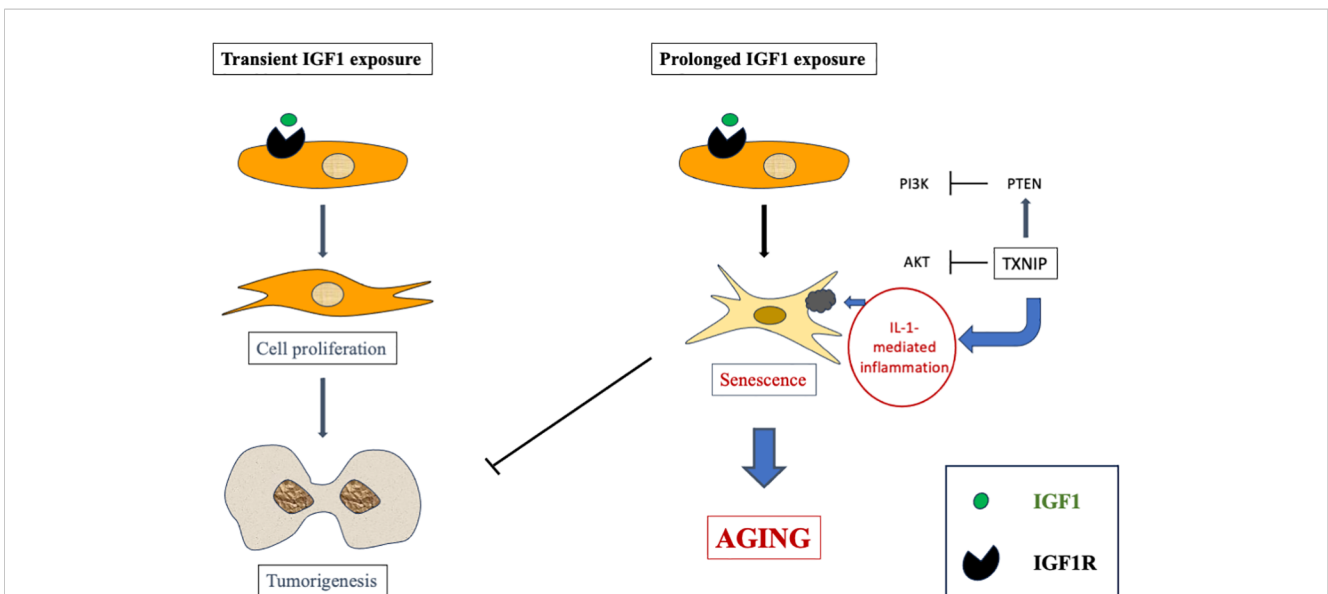 Transient IGF1 exposure
Prolonged IGF1 exposure
PI3K
PTEN
AKT
TXNIP
IL-1-
mediated
inflammation
Cell proliferation
Senescence
AGING
Tumorigenesis
IGF1
IGF1R